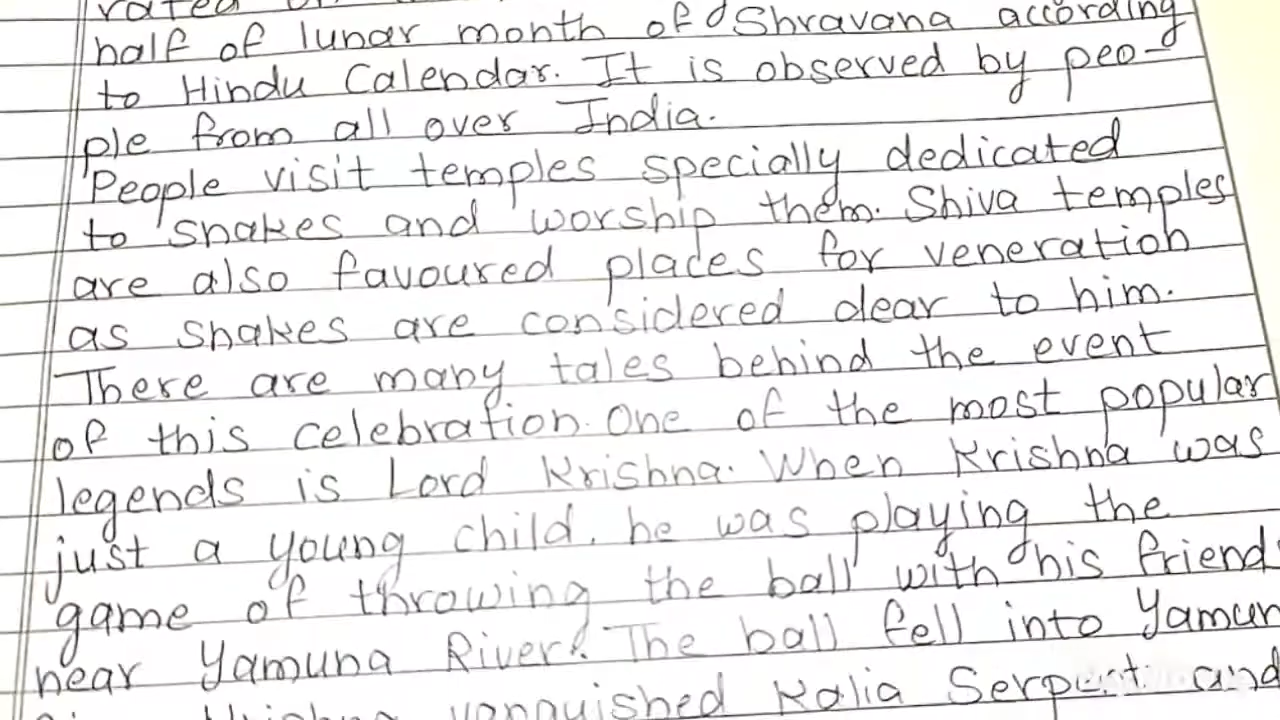 half of lunar month of Shravana according
to Hindu Calendar. It is observed by peo-
ple from all over India.
People visit temples specially dedicated
to snakes and worship them. Shiva temples
are also favoured places for veneration
as snakes are considered dear to him.
There are many tales behind the event
of this celebration. One of the most popular
legends is Lord Krishna. When Krishna was
just a young child, he was playing the
game of throwing the ball with his friend
near Yamuna River. The ball fell into Yamun
Krishna vanquished Kalia Serpent and